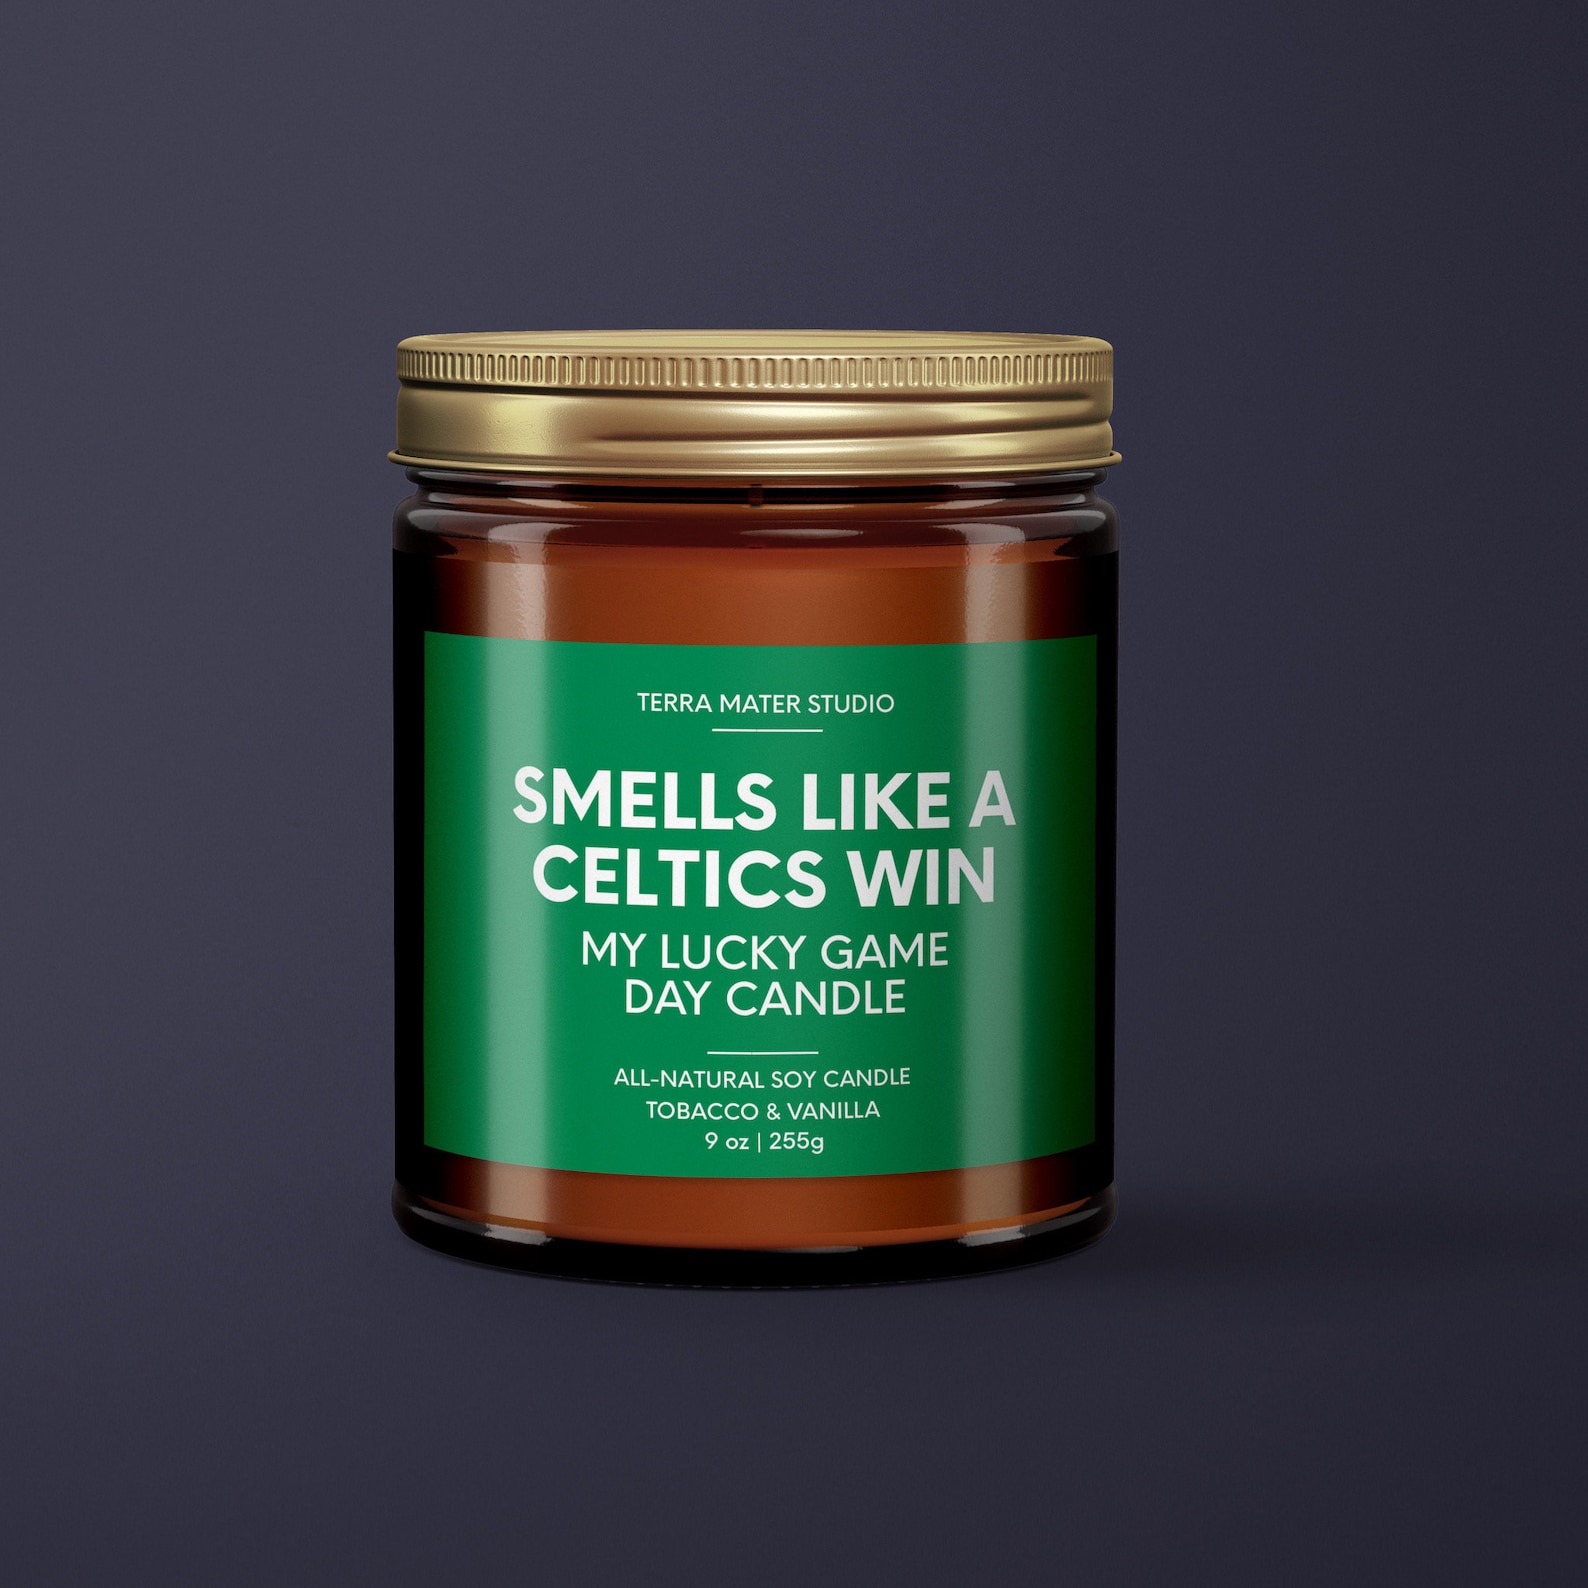 TERRA MATER STUDIO
SMELLS LIKE A
CELTICS WIN
MY LUCKY GAME
DAY CANDLE
ALL-NATURAL SOY CANDLE
TOBACCO & VANILLA
9 oz | 255g